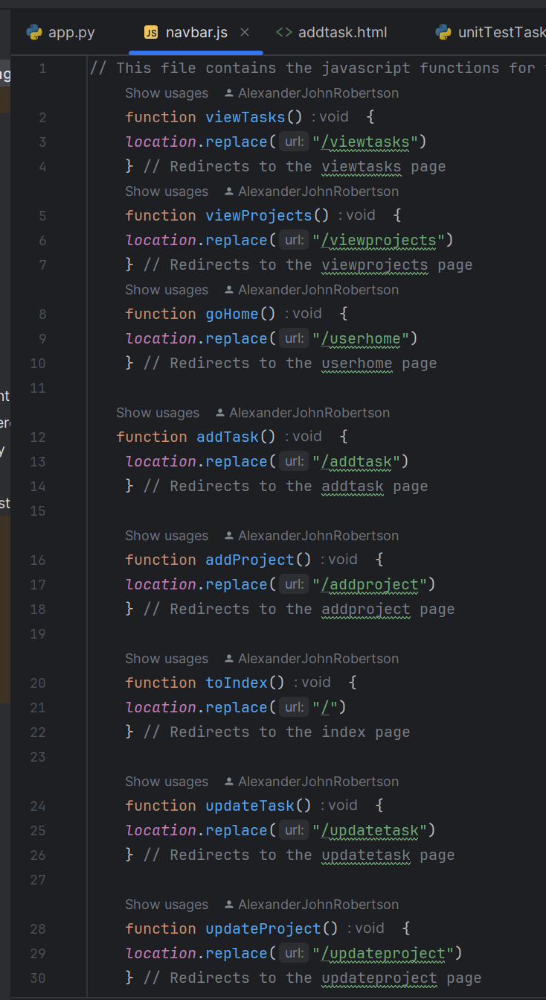 app.py navbar.js addtask.html unitTestTask
1 // This file contains the javascript functions for
Show usages AlexanderJohnRobertson
2 function viewTasks() : void {
3 location.replace( url: "/viewtasks")
4 } // Redirects to the viewtasks page
Show usages AlexanderJohnRobertson
5 function viewProjects() : void {
6 location.replace( url: "/viewprojects")
7 } // Redirects to the viewprojects page
Show usages AlexanderJohnRobertson
8 function goHome() : void {
9 location.replace( url: "/userhome")
10 } // Redirects to the userhome page
11
Show usages AlexanderJohnRobertson
12 function addTask() : void {
13 location.replace( url: "/addtask")
14 } // Redirects to the addtask page
15
Show usages AlexanderJohnRobertson
16 function addProject() : void {
17 location.replace( url: "/addproject")
18 } // Redirects to the addproject page
19
Show usages AlexanderJohnRobertson
20 function toIndex() : void {
21 location.replace( url: "/")
22 } // Redirects to the index page
23
Show usages AlexanderJohnRobertson
24 function updateTask() : void {
25 location.replace( url: "/updatetask")
26 } // Redirects to the updatetask page
27
Show usages AlexanderJohnRobertson
28 function updateProject() : void {
29 location.replace( url: "/updateproject")
30 } // Redirects to the updateproject page